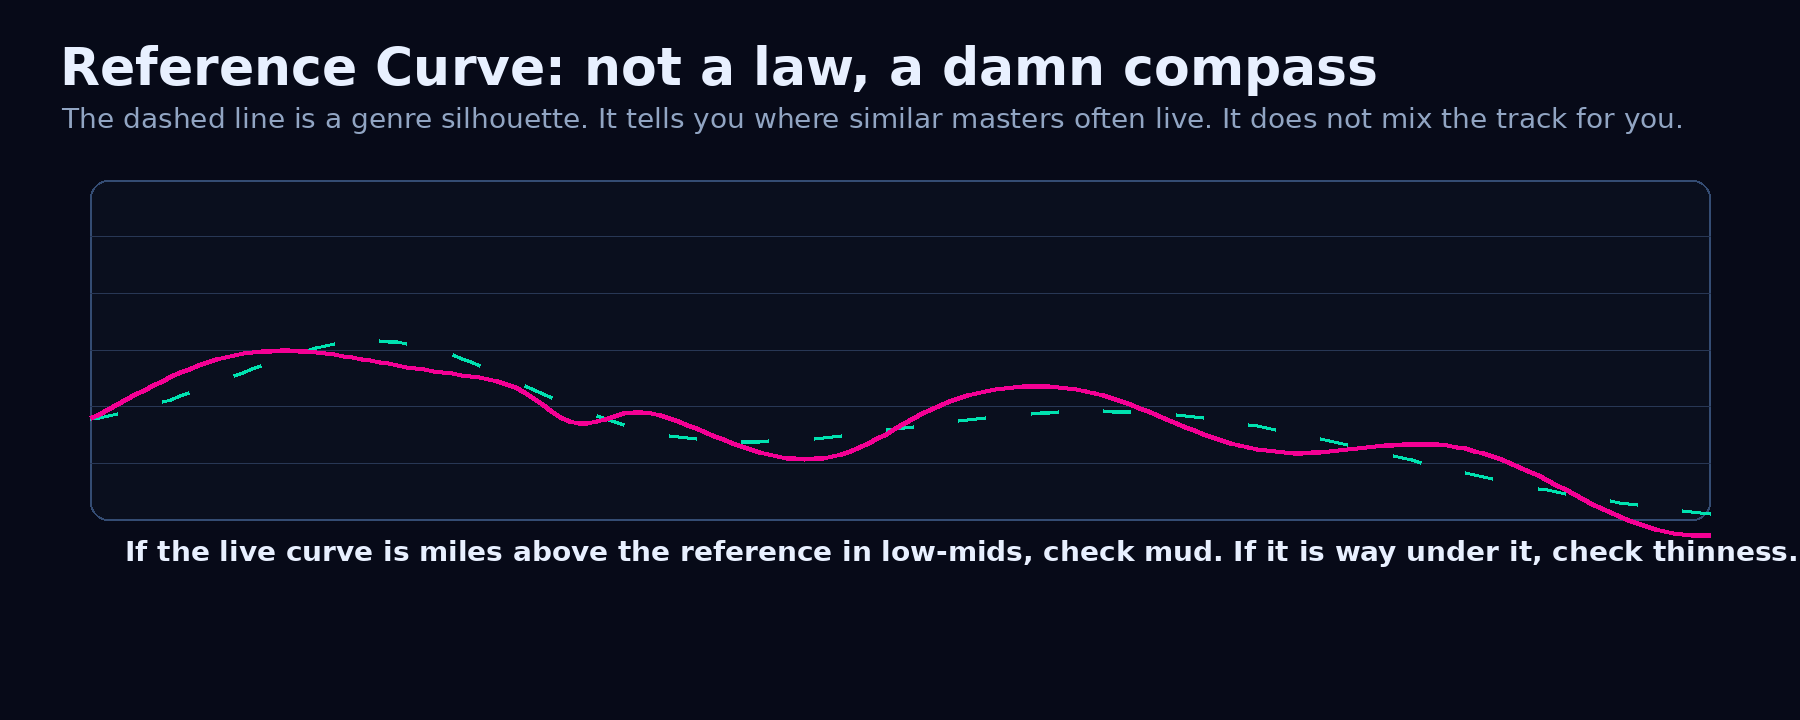 Reference Curve: not a law, a damn compass
The dashed line is a genre silhouette. It tells you where similar masters often live. It does not mix the track for you.
If the live curve is miles above the reference in low-mids, check mud. If it is way under it, check thinness.